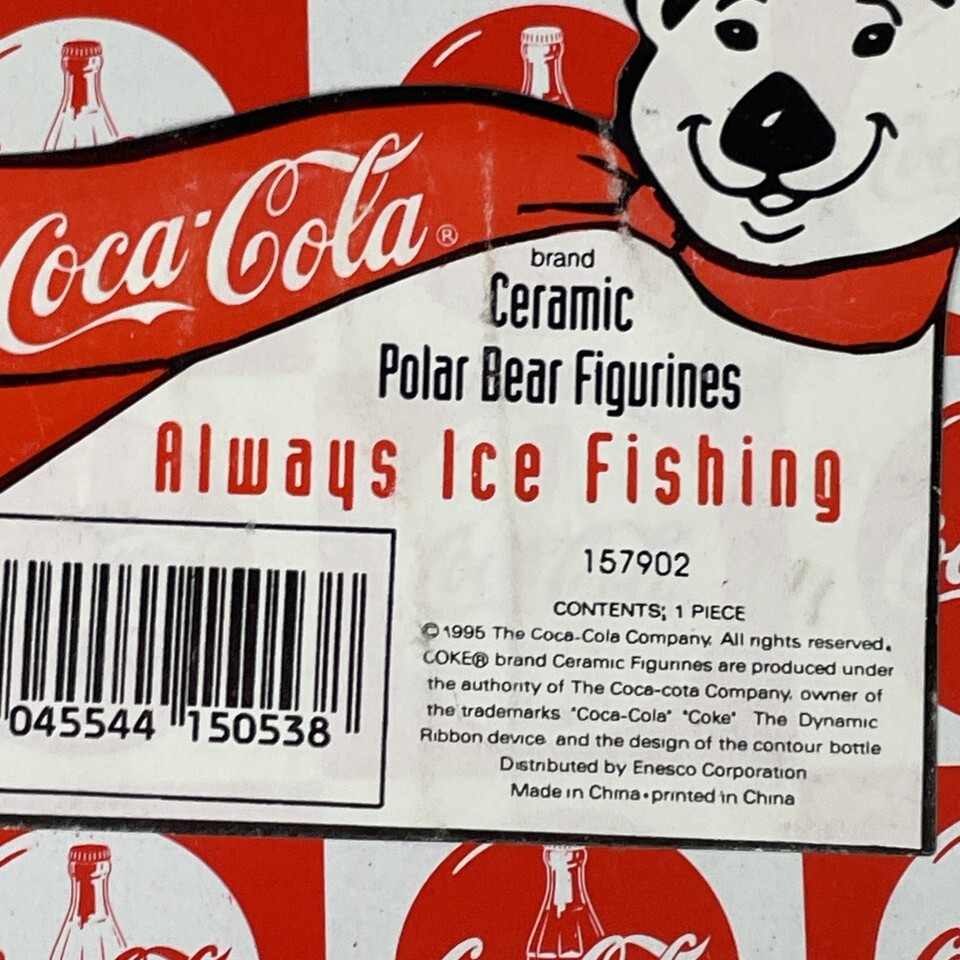 Coca-Cola®
brand
Ceramic
Polar Bear Figurines
Always Ice Fishing
157902
CONTENTS; 1 PIECE
©1995 The Coca-Cola Company. All rights reserved.
COKE® brand Ceramic Figurines are produced under
the authority of The Coca-cota Company, owner of
the trademarks "Coca-Cola" "Coke" The Dynamic
Ribbon device and the design of the contour bottle
Distributed by Enesco Corporation
Made in China•printed in China
045544 150538